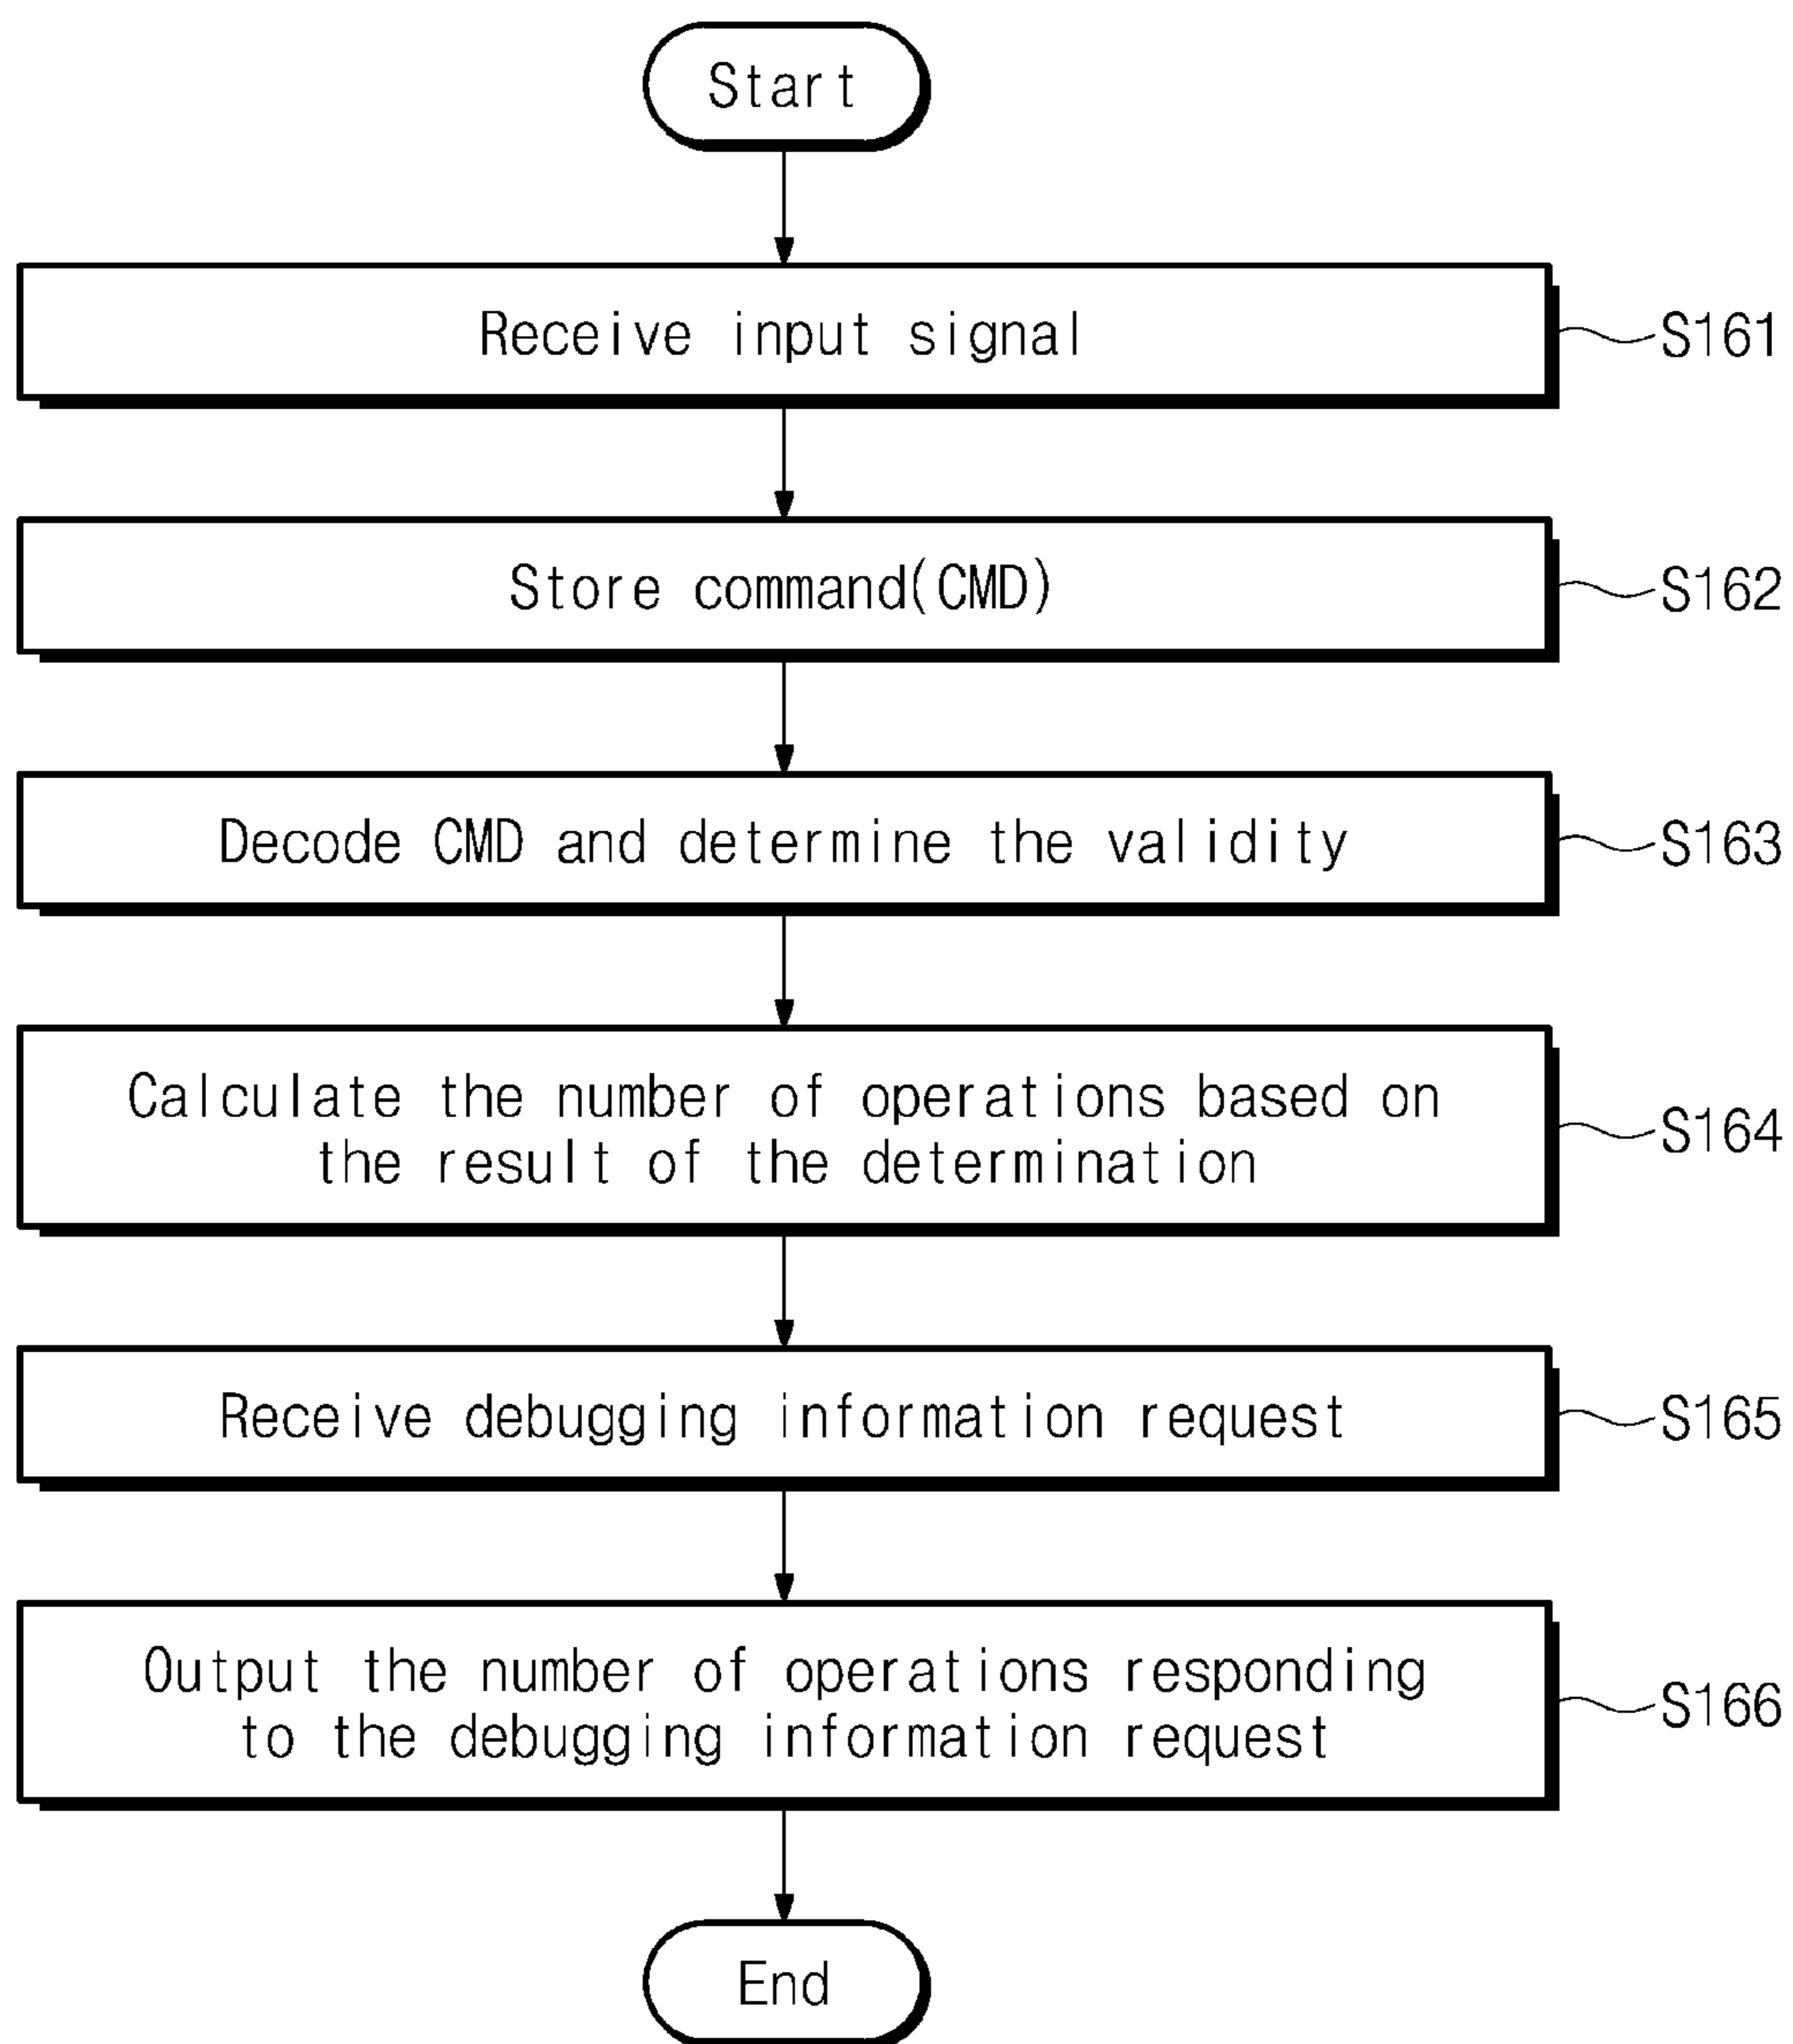 Start
Receive input signal
S161
Store command(CMD)
S162
Decode CMD and determine the validity
S163
Calculate the number of operations based on
the result of the determination
S164
Receive debugging information request
S165
Output the number of operations responding
to the debugging information request
S166
End